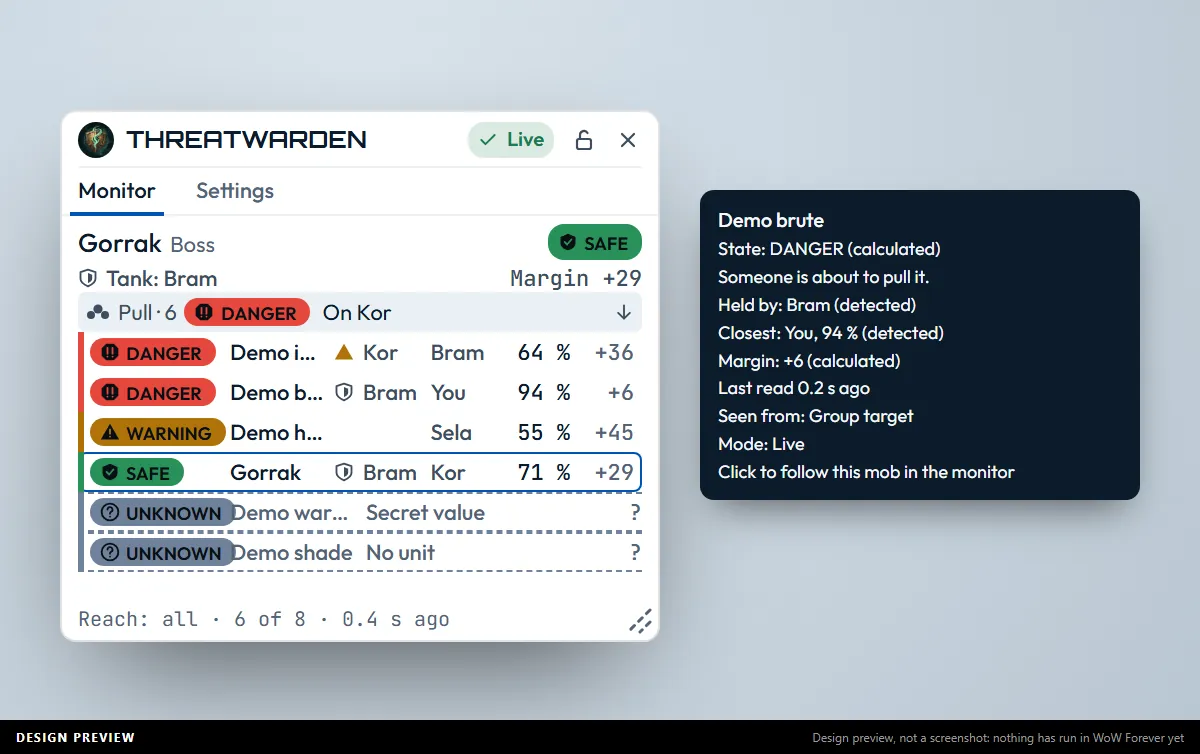 THREATWARDEN
Live
Monitor
Settings
Gorrak Boss
SAFE
Tank: Bram
Margin +29
Pull · 6 DANGER On Kor
DANGER Demo i... Kor Bram 64 % +36
DANGER Demo b... Bram You 94 % +6
WARNING Demo h... Sela 55 % +45
SAFE Gorrak Bram Kor 71 % +29
UNKNOWN Demo war... Secret value ?
UNKNOWN Demo shade No unit ?
Reach: all · 6 of 8 · 0.4 s ago
Demo brute
State: DANGER (calculated)
Someone is about to pull it.
Held by: Bram (detected)
Closest: You, 94 % (detected)
Margin: +6 (calculated)
Last read 0.2 s ago
Seen from: Group target
Mode: Live
Click to follow this mob in the monitor
DESIGN PREVIEW
Design preview, not a screenshot: nothing has run in WoW Forever yet